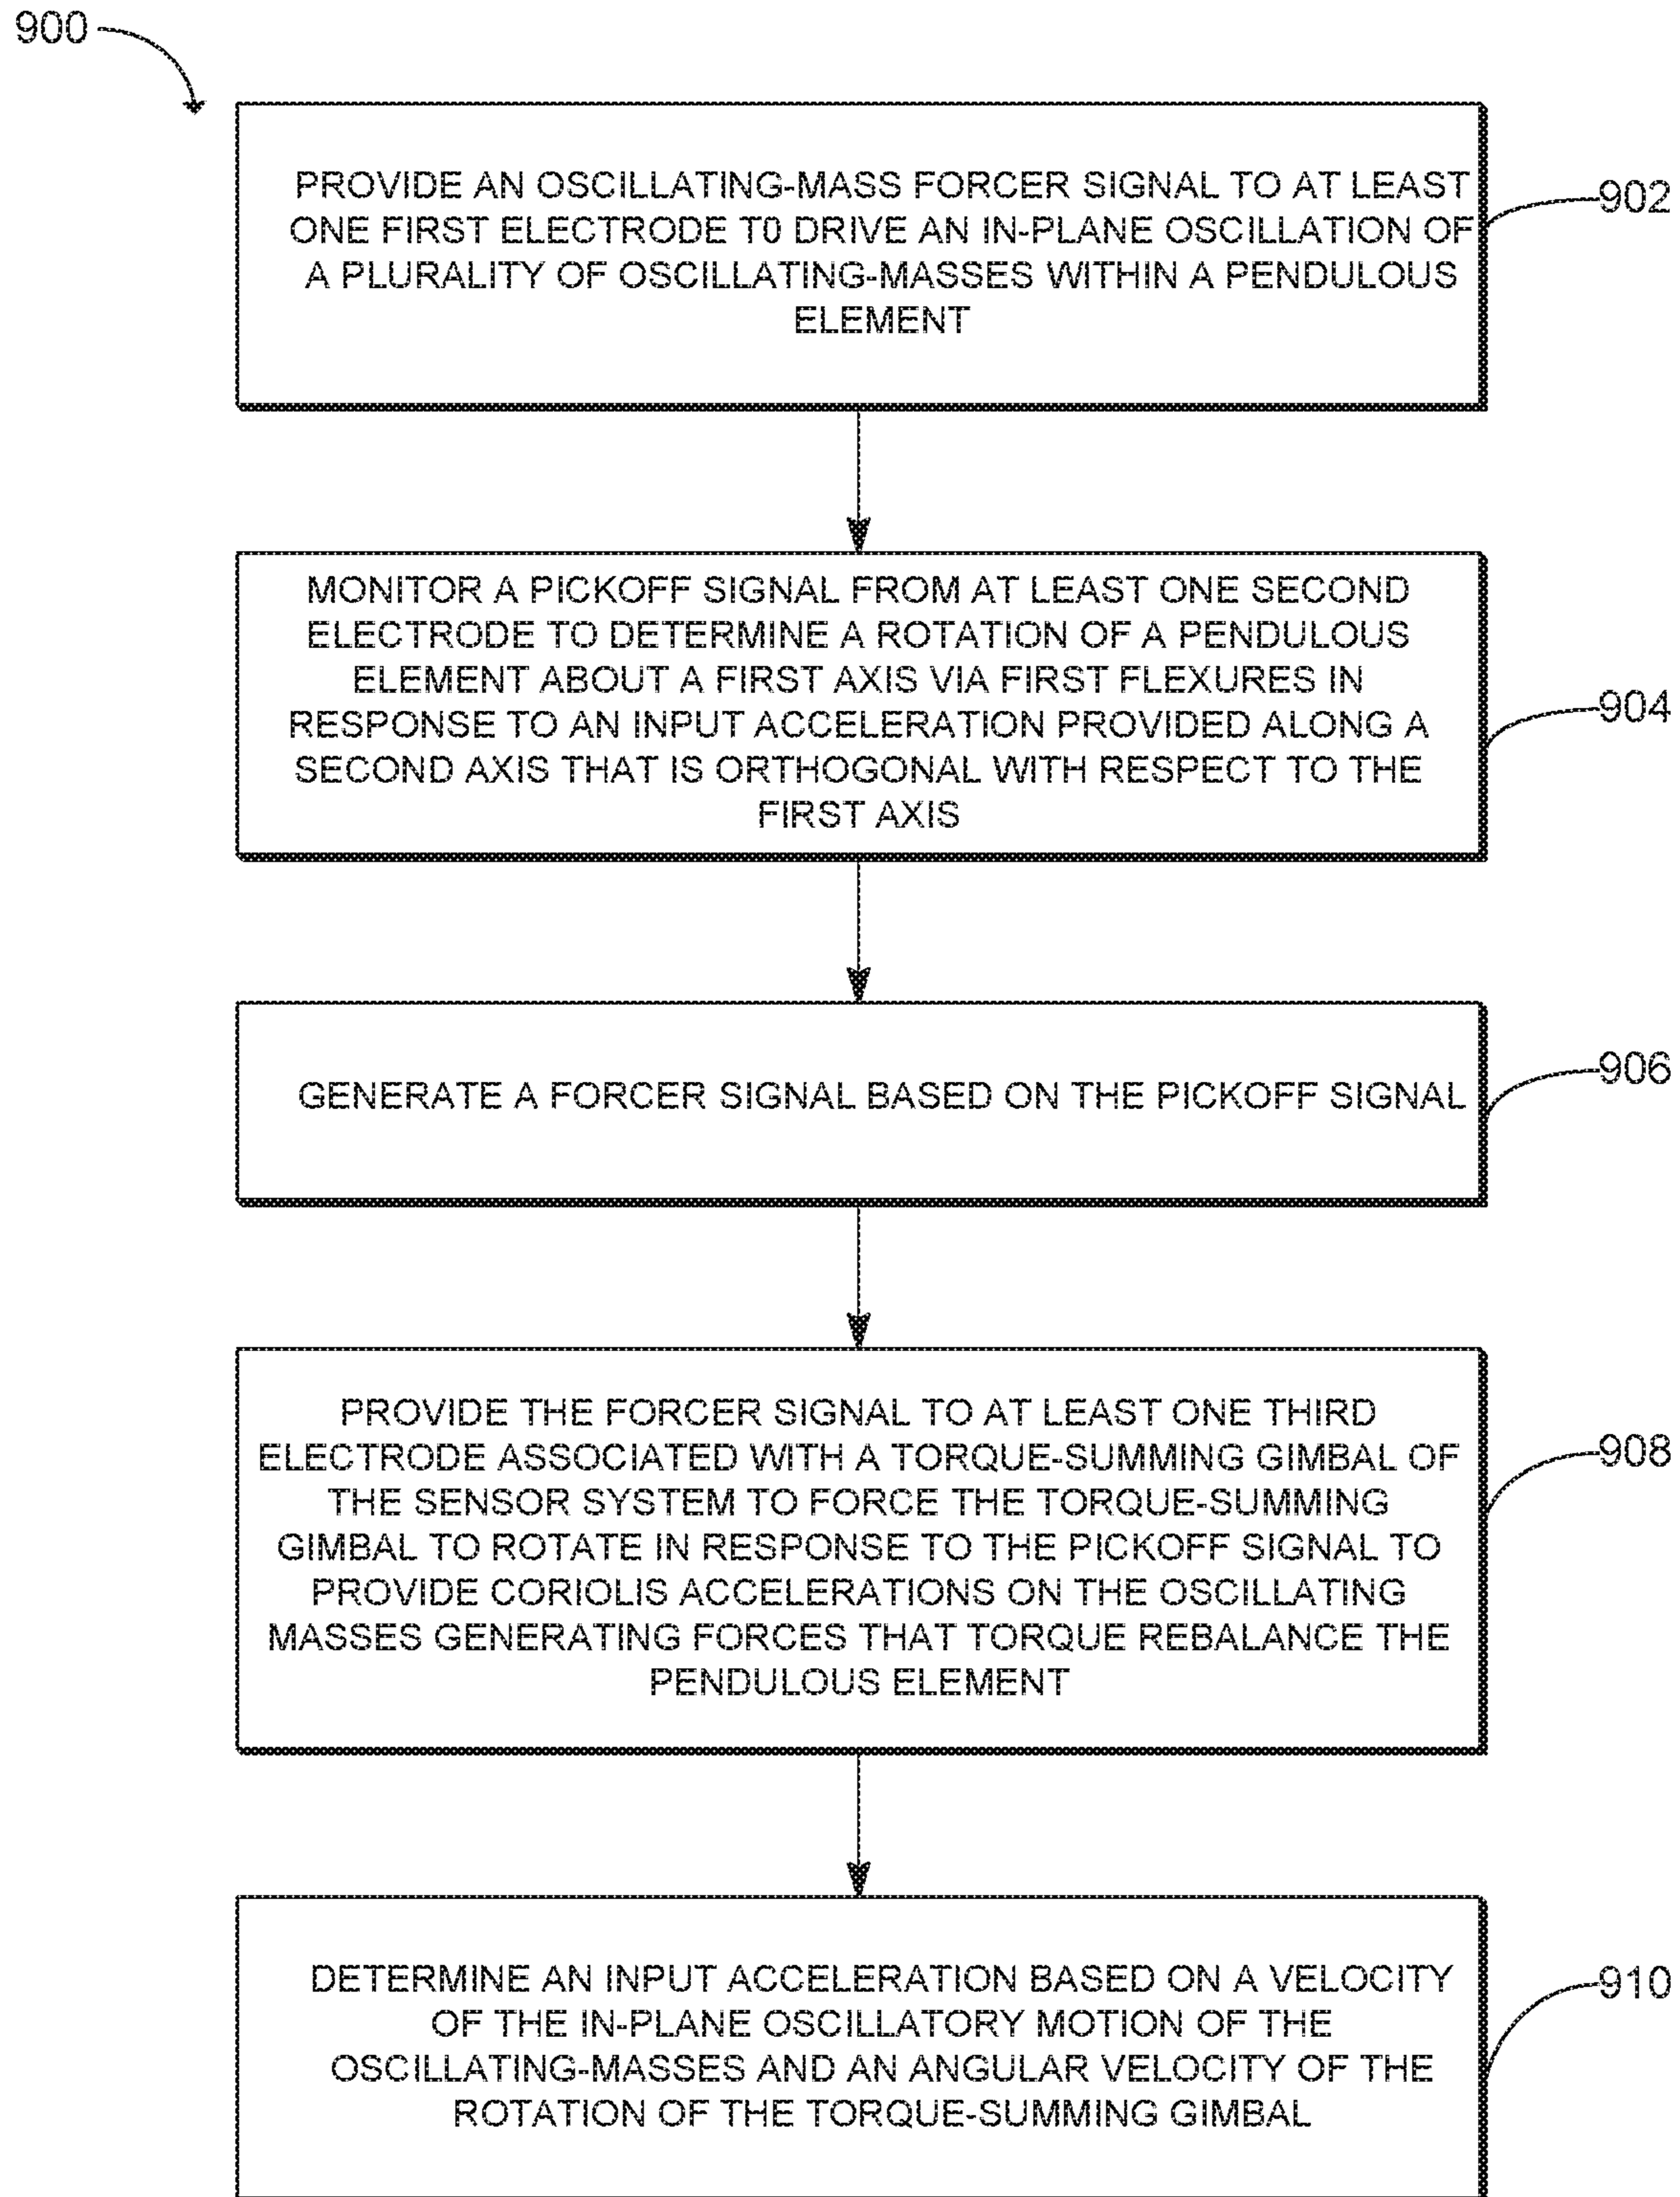 900
PROVIDE AN OSCILLATING-MASS FORCER SIGNAL TO AT LEAST
ONE FIRST ELECTRODE T0 DRIVE AN IN-PLANE OSCILLATION OF
A PLURALITY OF OSCILLATING-MASSES WITHIN A PENDULOUS
ELEMENT
902
MONITOR A PICKOFF SIGNAL FROM AT LEAST ONE SECOND
ELECTRODE TO DETERMINE A ROTATION OF A PENDULOUS
ELEMENT ABOUT A FIRST AXIS VIA FIRST FLEXURES IN
RESPONSE TO AN INPUT ACCELERATION PROVIDED ALONG A
SECOND AXIS THAT IS ORTHOGONAL WITH RESPECT TO THE
FIRST AXIS
904
GENERATE A FORCER SIGNAL BASED ON THE PICKOFF SIGNAL
906
PROVIDE THE FORCER SIGNAL TO AT LEAST ONE THIRD
ELECTRODE ASSOCIATED WITH A TORQUE-SUMMING GIMBAL OF
THE SENSOR SYSTEM TO FORCE THE TORQUE-SUMMING
GIMBAL TO ROTATE IN RESPONSE TO THE PICKOFF SIGNAL TO
PROVIDE CORIOLIS ACCELERATIONS ON THE OSCILLATING
MASSES GENERATING FORCES THAT TORQUE REBALANCE THE
PENDULOUS ELEMENT
908
DETERMINE AN INPUT ACCELERATION BASED ON A VELOCITY
OF THE IN-PLANE OSCILLATORY MOTION OF THE
OSCILLATING-MASSES AND AN ANGULAR VELOCITY OF THE
ROTATION OF THE TORQUE-SUMMING GIMBAL
910